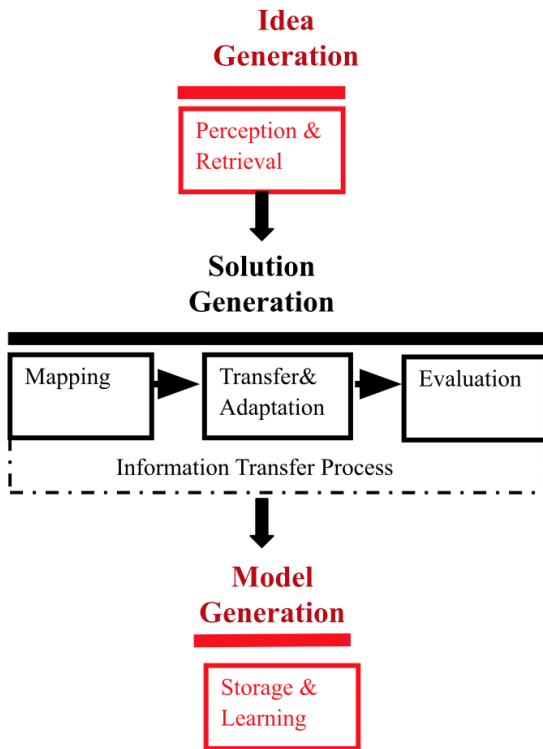 Idea
Generation
Perception &
Retrieval
Solution
Generation
Mapping
Transfer&
Adaptation
Evaluation
Information Transfer Process
Model
Generation
Storage &
Learning